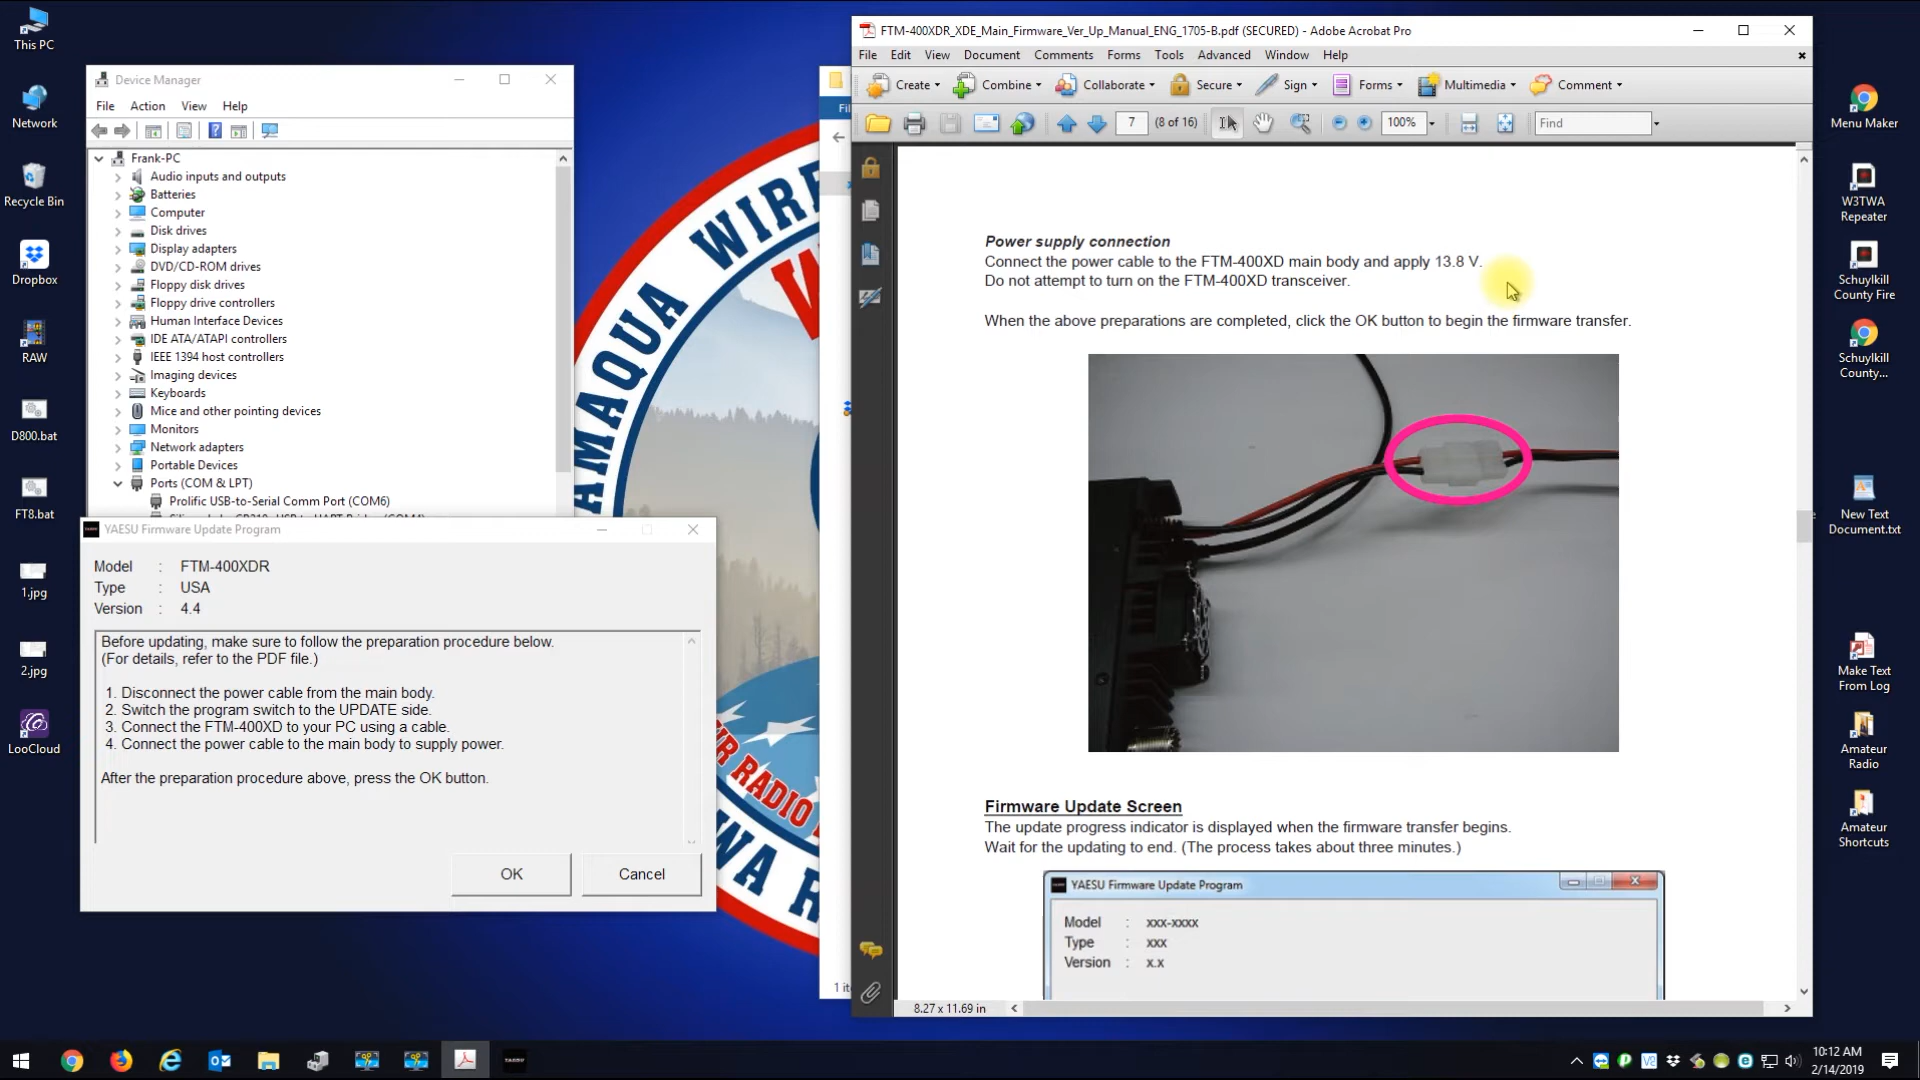 This PC
Network
Recycle Bin
Dropbox
RAW
D800.bat
FT8.bat
1.jpg
2.jpg
LooCloud
Device Manager
File Action View Help
Frank-PC
Audio inputs and outputs
Batteries
Computer
Disk drives
Display adapters
DVD/CD-ROM drives
Floppy disk drives
Floppy drive controllers
Human Interface Devices
IDE ATA/ATAPI controllers
IEEE 1394 host controllers
Imaging devices
Keyboards
Mice and other pointing devices
Monitors
Network adapters
Portable Devices
Ports (COM & LPT)
Prolific USB-to-Serial Comm Port (COM6)
YAESU Firmware Update Program
Model : FTM-400XDR
Type : USA
Version : 4.4
Before updating, make sure to follow the preparation procedure below.
(For details, refer to the PDF file.)
1. Disconnect the power cable from the main body.
2. Switch the program switch to the UPDATE side.
3. Connect the FTM-400XD to your PC using a cable.
4. Connect the power cable to the main body to supply power.
After the preparation procedure above, press the OK button.
OK Cancel
TAMAQUA WIRE
FTM-400XDR_XDE_Main_Firmware_Ver_Up_Manual_ENG_1705-B.pdf (SECURED) - Adobe Acrobat Pro
File Edit View Document Comments Forms Tools Advanced Window Help
Create Combine Collaborate Secure Sign Forms Multimedia Comment
7 (8 of 16) 100% Find
Power supply connection
Connect the power cable to the FTM-400XD main body and apply 13.8 V.
Do not attempt to turn on the FTM-400XD transceiver.
When the above preparations are completed, click the OK button to begin the firmware transfer.
Firmware Update Screen
The update progress indicator is displayed when the firmware transfer begins.
Wait for the updating to end. (The process takes about three minutes.)
YAESU Firmware Update Program
Model : xxx-xxxx
Type : xxx
Version : x.x
8.27 x 11.69 in
Menu Maker
W3TWA
Repeater
Schuylkill
County Fire
Schuylkill
County...
New Text
Document.txt
Make Text
From Log
Amateur
Radio
Amateur
Shortcuts
10:12 AM
2/14/2019